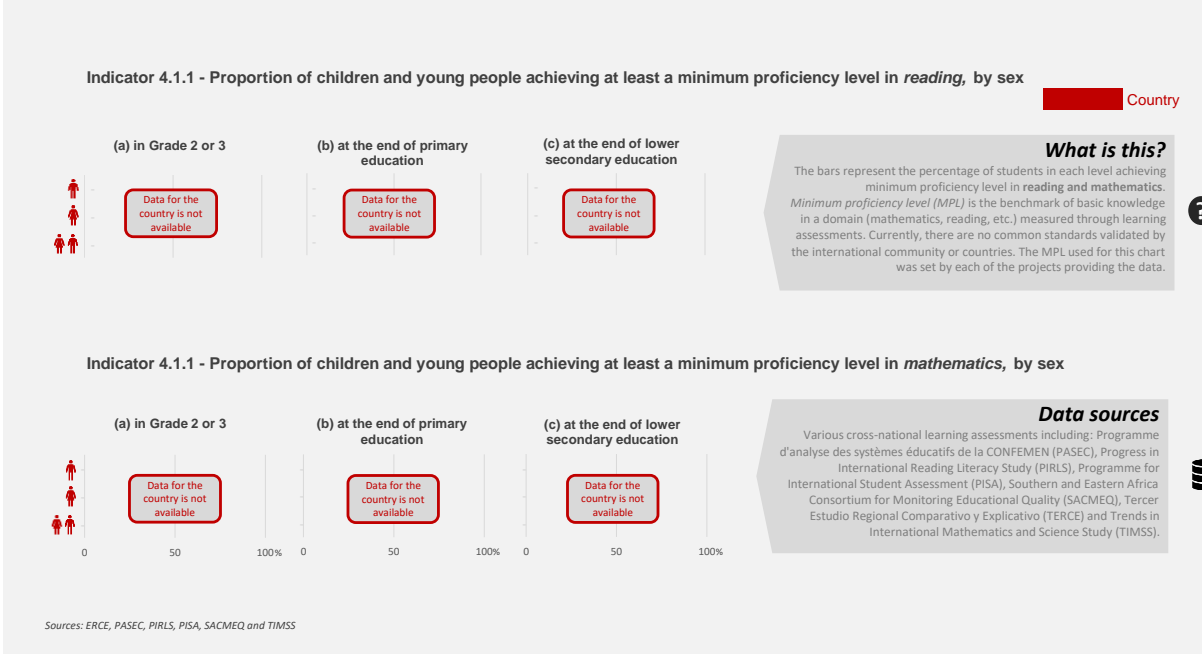 Indicator 4.1.1 - Proportion of children and young people achieving at least a minimum proficiency level in reading, by sex
Country
(a) in Grade 2 or 3
(b) at the end of primary
education
(c) at the end of lower
secondary education
Data for the
country is not
available
Data for the
country is not
available
Data for the
country is not
available
What is this?
The bars represent the percentage of students in each level achieving
minimum proficiency level in reading and mathematics.
Minimum proficiency level (MPL) is the benchmark of basic knowledge
in a domain (mathematics, reading, etc.) measured through learning
assessments. Currently, there are no common standards validated by
the international community or countries. The MPL used for this chart
was set by each of the projects providing the data.
Indicator 4.1.1 - Proportion of children and young people achieving at least a minimum proficiency level in mathematics, by sex
(a) in Grade 2 or 3
(b) at the end of primary
education
(c) at the end of lower
secondary education
Data for the
country is not
available
Data for the
country is not
available
Data for the
country is not
available
0 50 100%
0 50 100%
0 50 100%
Data sources
Various cross-national learning assessments including: Programme
d'analyse des systèmes éducatifs de la CONFEMEN (PASEC), Progress in
International Reading Literacy Study (PIRLS), Programme for
International Student Assessment (PISA), Southern and Eastern Africa
Consortium for Monitoring Educational Quality (SACMEQ), Tercer
Estudio Regional Comparativo y Explicativo (TERCE) and Trends in
International Mathematics and Science Study (TIMSS).
Sources: ERCE, PASEC, PIRLS, PISA, SACMEQ and TIMSS